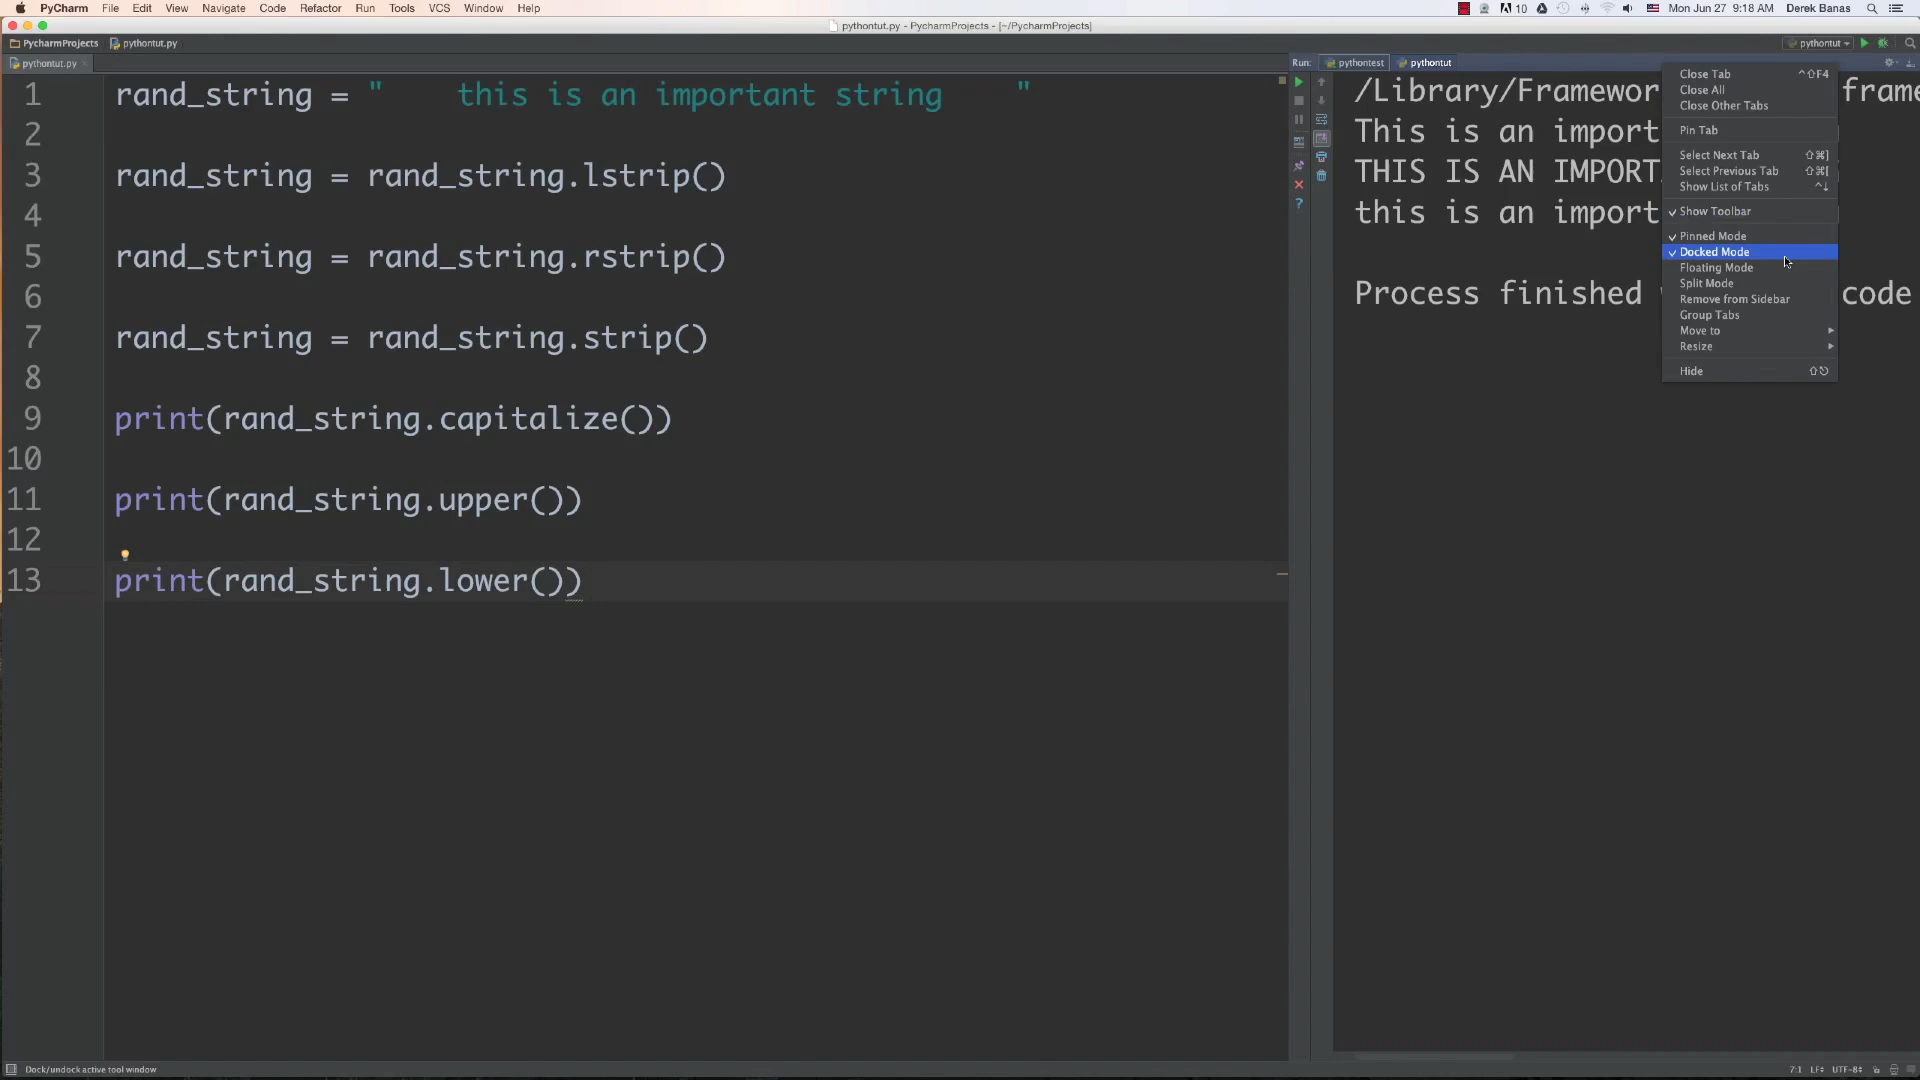 PyCharm File Edit View Navigate Code Refactor Run Tools VCS Window Help
10 Mon Jun 27 9:18 AM Derek Banas
pythontut.py - PycharmProjects - [~/PycharmProjects]
PycharmProjects pythontut.py
pythontut
pythontut.py
Run: pythontest pythontut
1 rand_string = "    this is an important string    "
2
3 rand_string = rand_string.lstrip()
4
5 rand_string = rand_string.rstrip()
6
7 rand_string = rand_string.strip()
8
9 print(rand_string.capitalize())
10
11 print(rand_string.upper())
12
13 print(rand_string.lower())
/Library/Framewor frame
This is an import
THIS IS AN IMPORT
this is an import
Process finished code
Close Tab ^⇧F4
Close All
Close Other Tabs
Pin Tab
Select Next Tab ⇧⌘]
Select Previous Tab ⇧⌘[
Show List of Tabs ^↓
✓ Show Toolbar
✓ Pinned Mode
✓ Docked Mode
Floating Mode
Split Mode
Remove from Sidebar
Group Tabs
Move to
Resize
Hide ⇧⎋
Dock/undock active tool window
7:1 LF÷ UTF-8÷